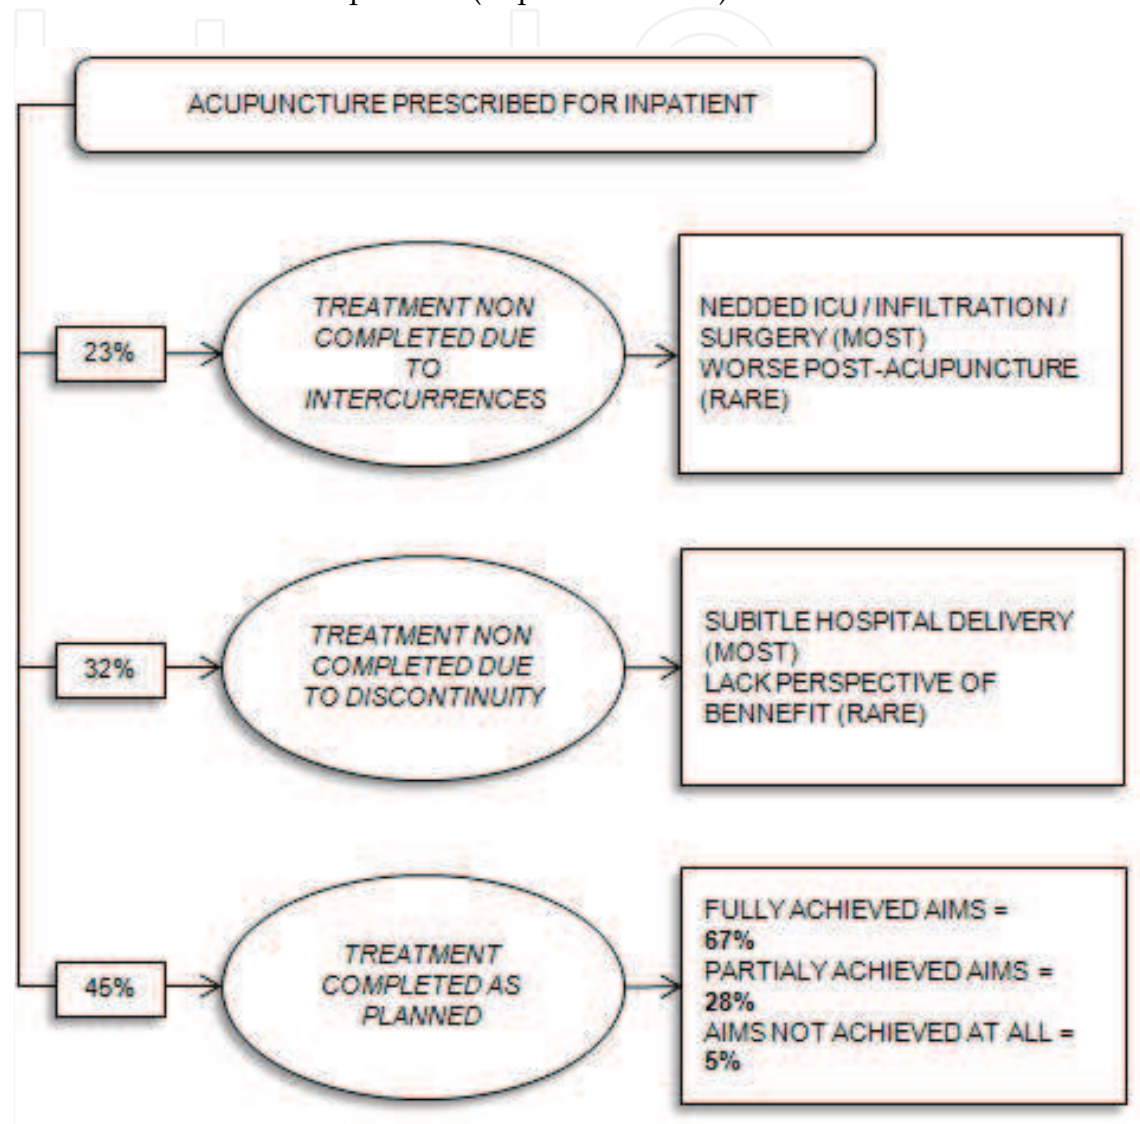 ACUPUNCTURE PRESCRIBED FOR INPATIENT
23%
TREATMENT NON
COMPLETED DUE
TO
INTERCURRENCES
NEDDED ICU / INFILTRATION /
SURGERY (MOST)
WORSE POST-ACUPUNCTURE
(RARE)
32%
TREATMENT NON
COMPLETED DUE
TO DISCONTINUITY
SUBITLE HOSPITAL DELIVERY
(MOST)
LACK PERSPECTIVE OF
BENNEFIT (RARE)
45%
TREATMENT
COMPLETED AS
PLANNED
FULLY ACHIEVED AIMS =
67%
PARTIALY ACHIEVED AIMS =
28%
AIMS NOT ACHIEVED AT ALL =
5%